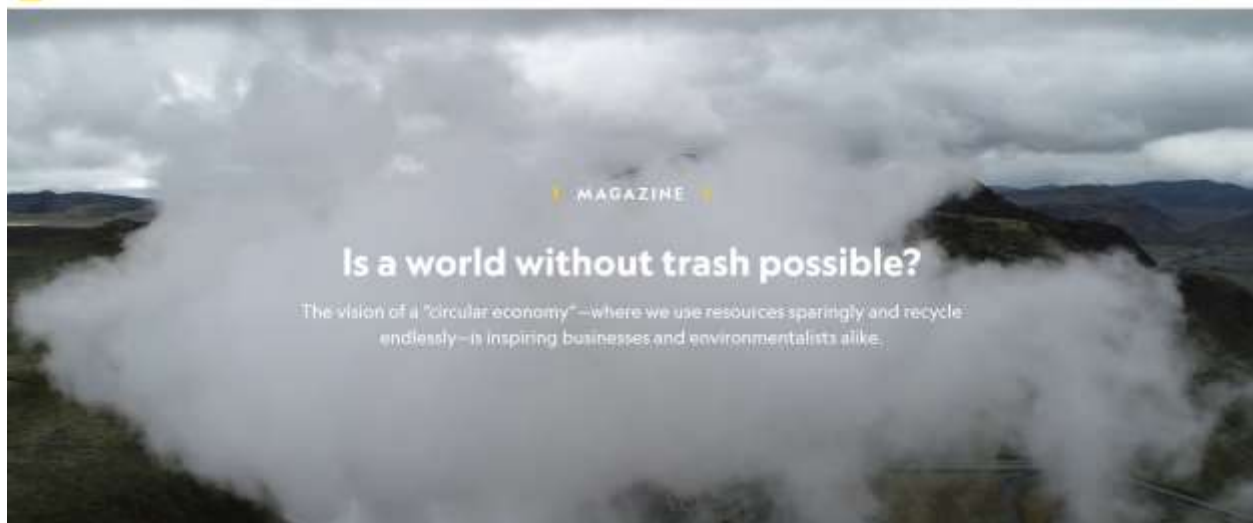 MAGAZINE
Is a world without trash possible?
The vision of a "circular economy"—where we use resources sparingly and recycle
endlessly—is inspiring businesses and environmentalists alike.